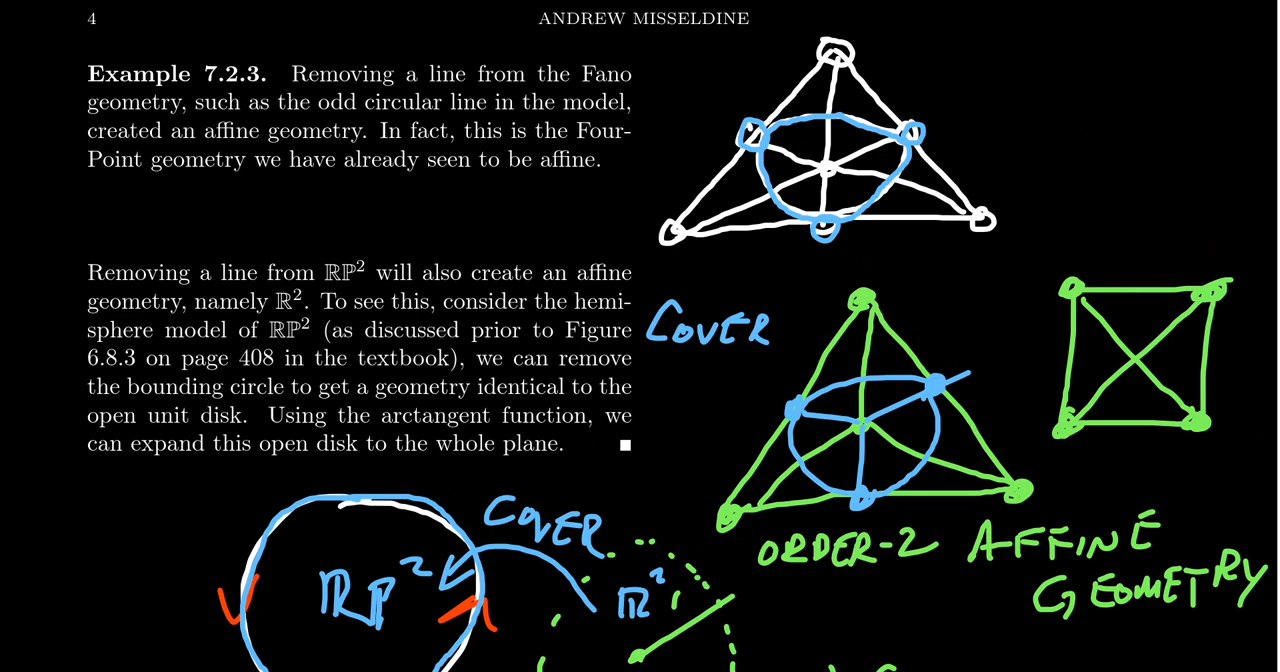 4
ANDREW MISSELDINE
Example 7.2.3. Removing a line from the Fano
geometry, such as the odd circular line in the model,
created an affine geometry. In fact, this is the Four-
Point geometry we have already seen to be affine.
Removing a line from ℝℙ² will also create an affine
geometry, namely ℝ². To see this, consider the hemi-
sphere model of ℝℙ² (as discussed prior to Figure
6.8.3 on page 408 in the textbook), we can remove
the bounding circle to get a geometry identical to the
open unit disk. Using the arctangent function, we
can expand this open disk to the whole plane. ■
COVER
ORDER-2 AFFINE
GEOMETRY
COVER
ℝℙ²
ℝ²